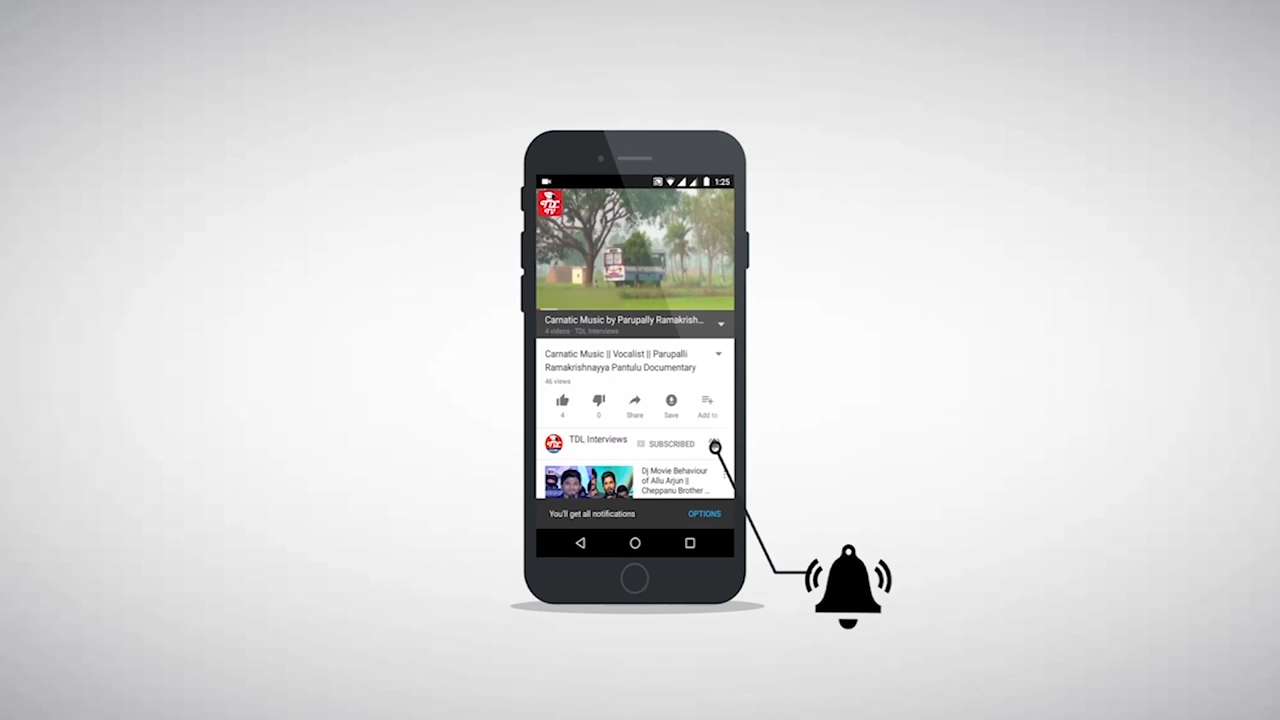 1:25
TDL
Carnatic Music by Parupally Ramakrish...
4 videos · TDL Interviews
Carnatic Music || Vocalist || Parupalli
Ramakrishnayya Pantulu Documentary
46 views
4
0
Share
Save
Add to
TDL Interviews
SUBSCRIBED
Dj Movie Behaviour
of Allu Arjun ||
Cheppanu Brother ...
You'll get all notifications
OPTIONS